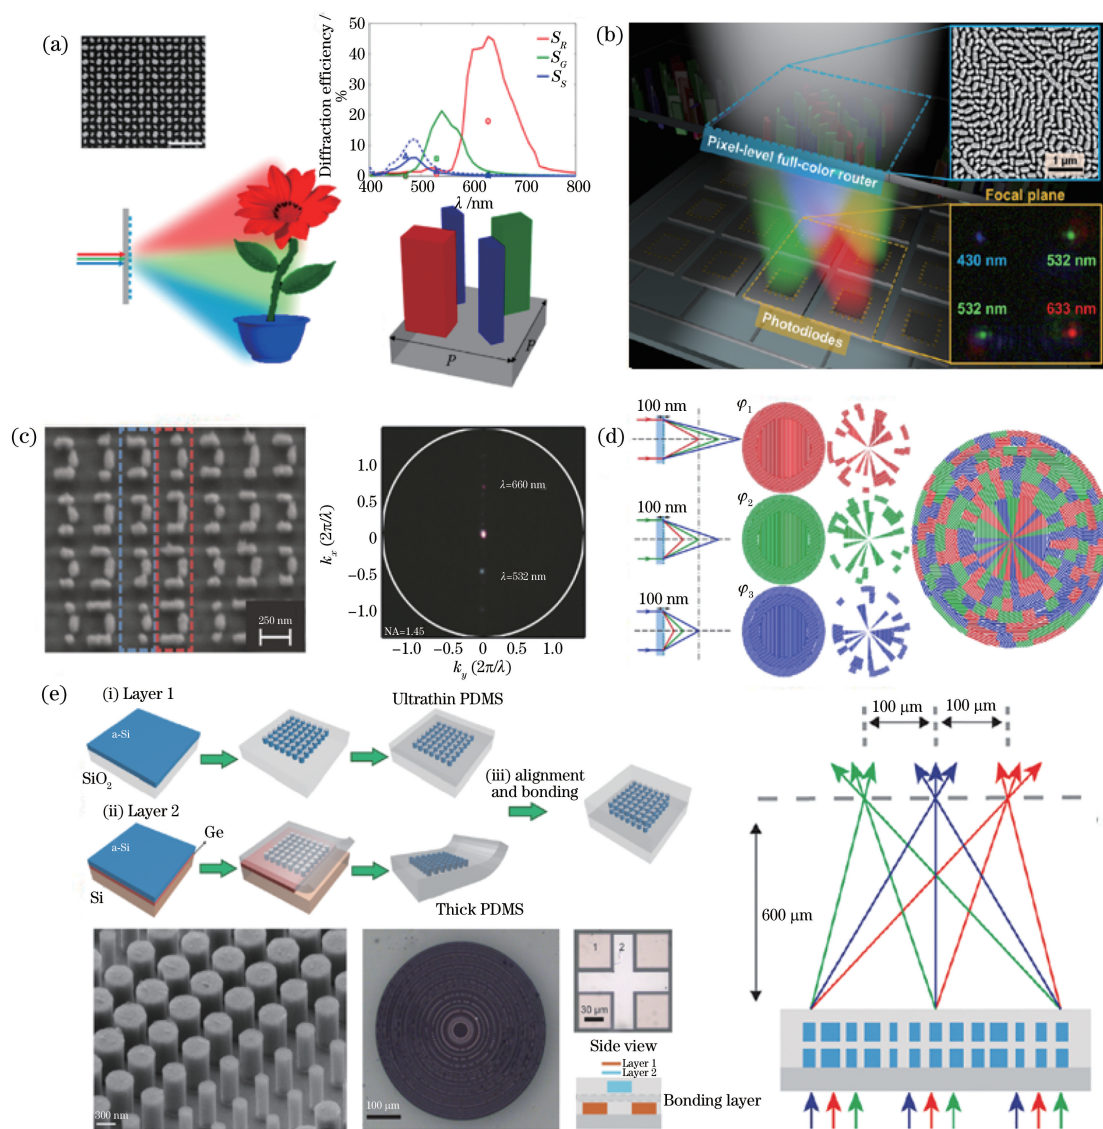 (a)
Diffraction efficiency /
%
50
40
30
20
10
0
400
500
600
700
800
λ /nm
S_R
S_G
S_S
P
P
(b)
Pixel-level full-color router
Photodiodes
1 μm
Focal plane
430 nm
532 nm
532 nm
633 nm
(c)
250 nm
k_x (2π/λ)
1.0
0.5
0
−0.5
−1.0
λ=660 nm
λ=532 nm
NA=1.45
−1.0
0
1.0
k_y (2π/λ)
(d)
100 nm
φ_1
100 nm
φ_2
100 nm
φ_3
(e)
(i) Layer 1
a-Si
SiO_2
Ultrathin PDMS
(ii) Layer 2
a-Si
Ge
Si
Thick PDMS
(iii) alignment
and bonding
300 nm
100 μm
1
2
30 μm
Side view
Layer 1
Layer 2
Bonding layer
100 μm
100 μm
600 μm